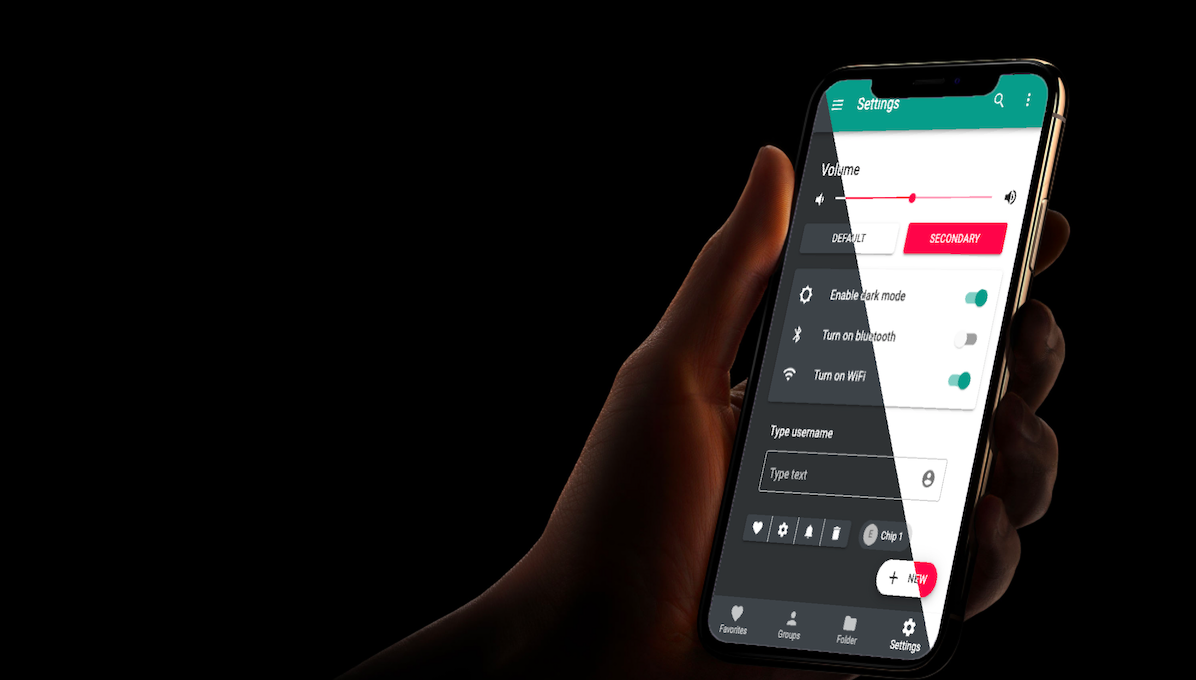 Settings
Volume
DEFAULT
SECONDARY
Enable dark mode
Turn on bluetooth
Turn on WiFi
Type username
Type text
E
Chip 1
+ NEW
Favorites
Groups
Folder
Settings